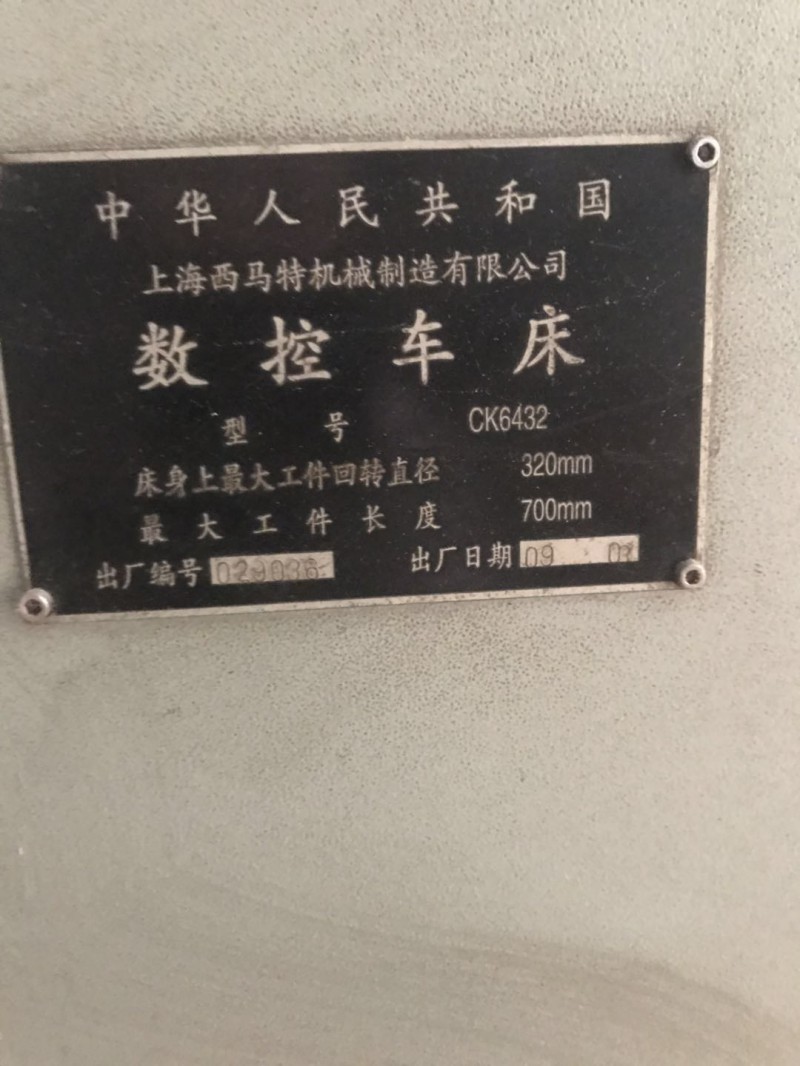 中华人民共和国
上海西马特机械制造有限公司
数控车床
型号 CK6432
床身上最大工件回转直径 320mm
最大工件长度 700mm
出厂编号 出厂日期 09